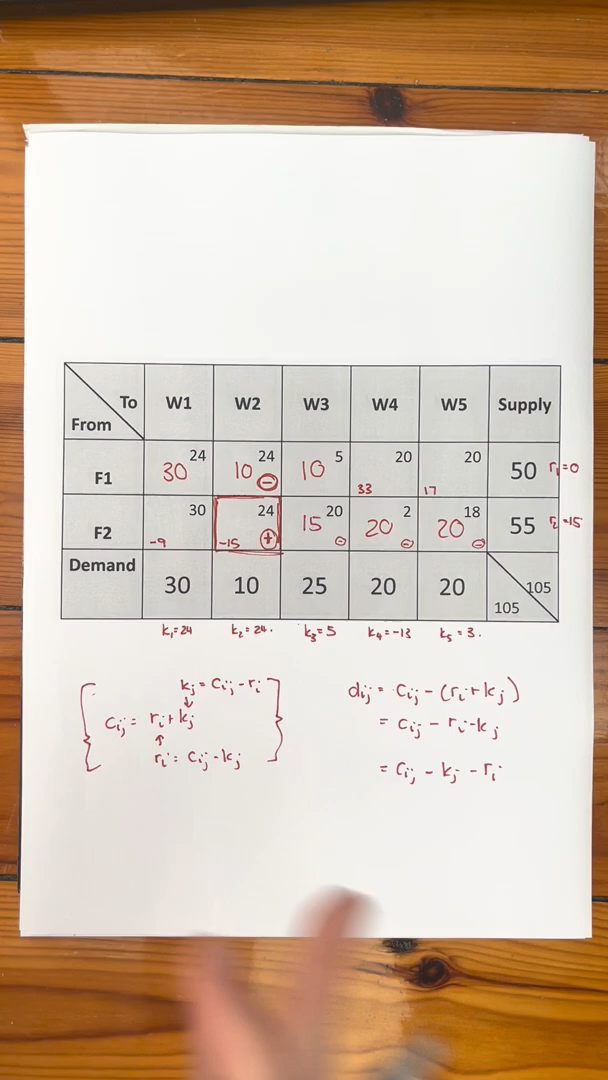 To W1 W2 W3 W4 W5 Supply
From
24 24 5 20 20
F1 30 10 ⊖ 10 50 r₁=0
33 17
30 24 20 2 18
F2 15 20 20 55 r₂=15
-9 -15 ⊕ ⊖ ⊖ ⊖
Demand 30 10 25 20 20 105
105
k₁=24 k₂=24. k₃=5 k₄=-13 k₅=3.
kⱼ = Cᵢⱼ - rᵢ
Cᵢⱼ = rᵢ + kⱼ
rᵢ = Cᵢⱼ - kⱼ
dᵢⱼ = Cᵢⱼ - (rᵢ + kⱼ)
= Cᵢⱼ - rᵢ - kⱼ
= Cᵢⱼ - kⱼ - rᵢ